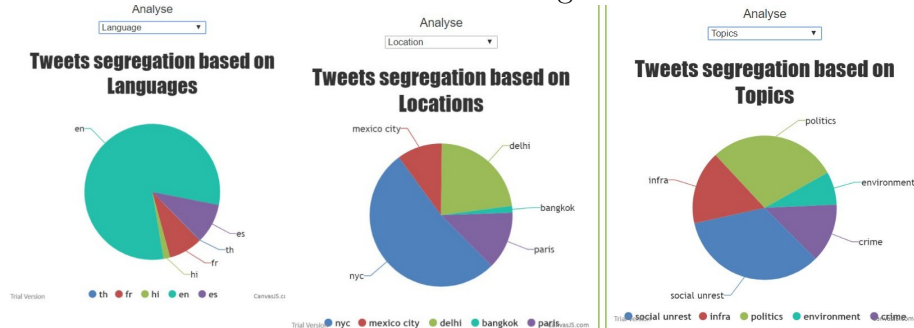 Analyse
Language
Tweets segregation based on
Languages
en
es
th
fr
hi
th fr hi en es
Trial Version
Analyse
Location
Tweets segregation based on
Locations
mexico city
delhi
bangkok
paris
nyc
nyc mexico city delhi bangkok paris
Analyse
Topics
Tweets segregation based on
Topics
politics
infra
environment
crime
social unrest
social unrest infra politics environment crime